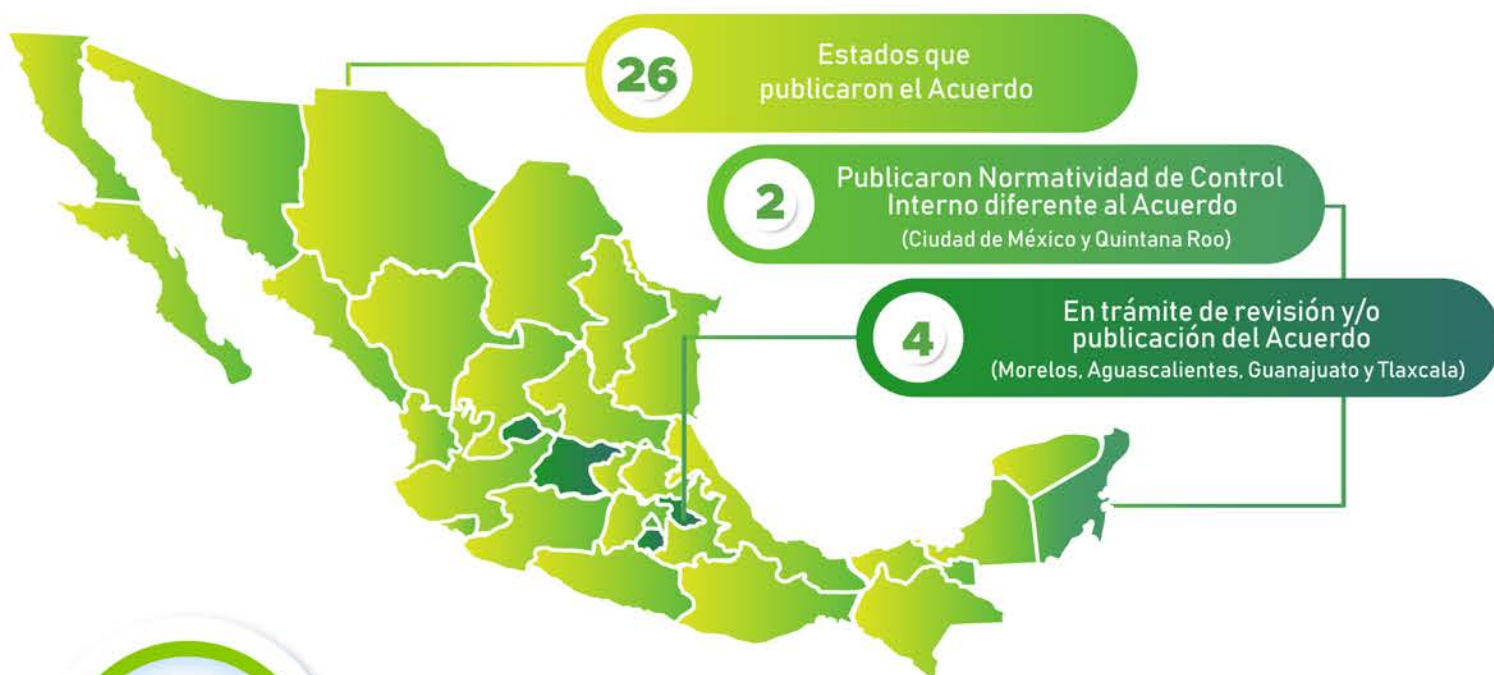 26
Estados que
publicaron el Acuerdo
2
Publicaron Normatividad de Control
Interno diferente al Acuerdo
(Ciudad de México y Quintana Roo)
4
En trámite de revisión y/o
publicación del Acuerdo
(Morelos, Aguascalientes, Guanajuato y Tlaxcala)